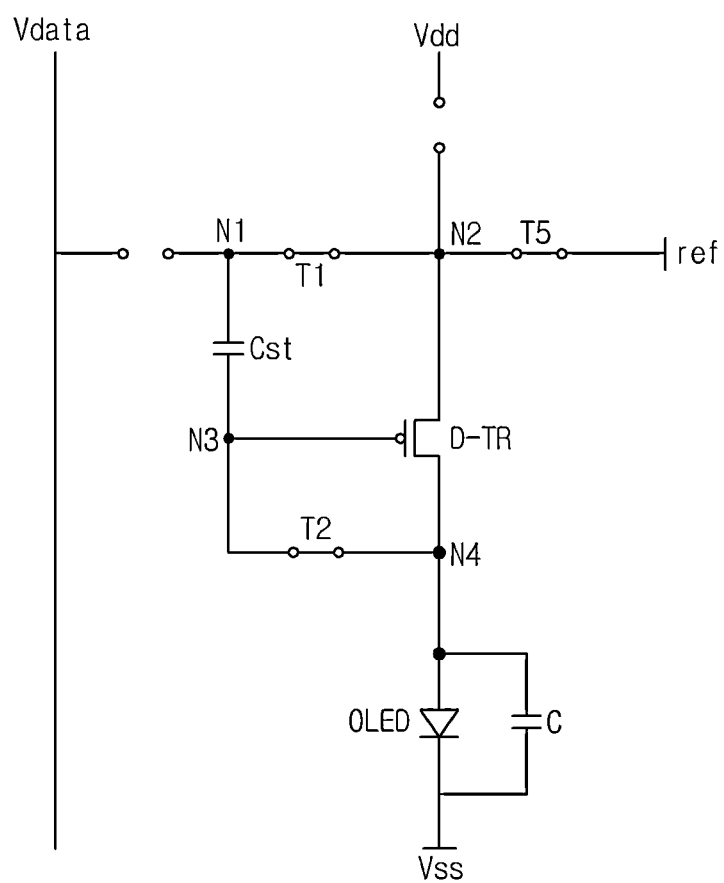 Vdata
Vdd
N1
N2
T5
ref
T1
Cst
N3
D-TR
T2
N4
OLED
C
Vss